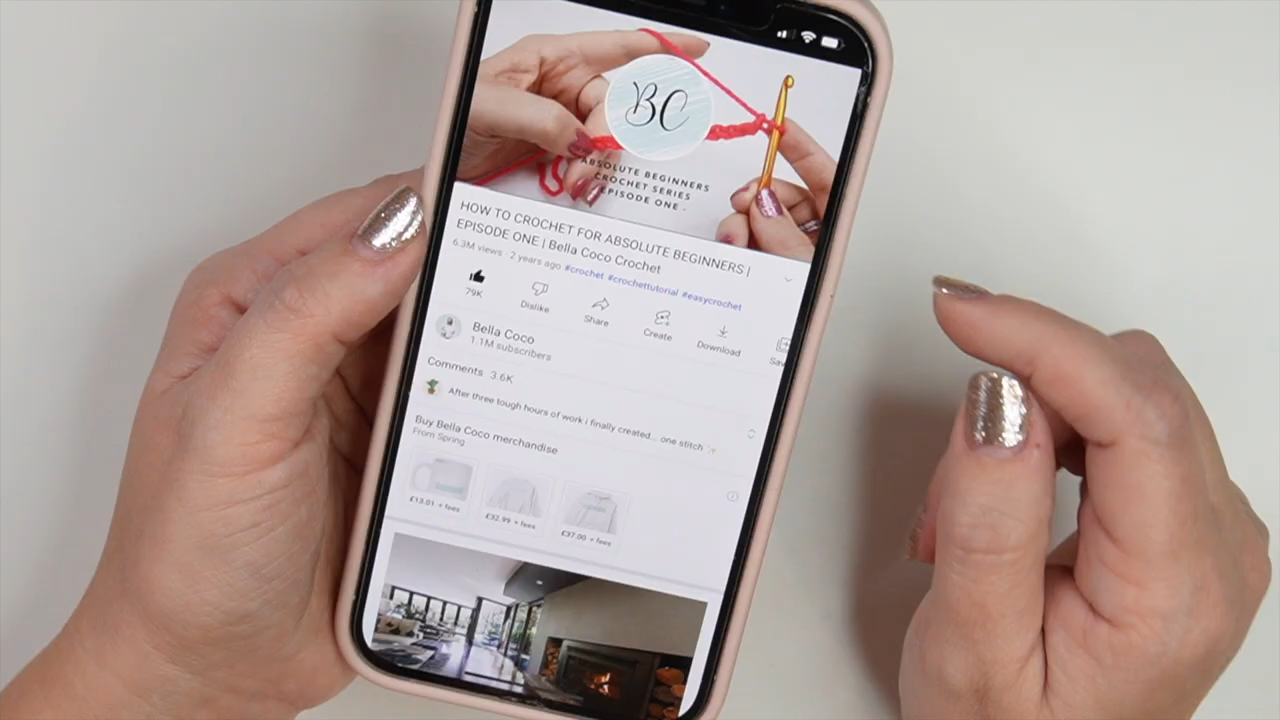 BC
ABSOLUTE BEGINNERS
CROCHET SERIES
EPISODE ONE .
HOW TO CROCHET FOR ABSOLUTE BEGINNERS |
EPISODE ONE | Bella Coco Crochet
6.3M views · 2 years ago #crochet #crochettutorial #easycrochet
79K
Dislike
Share
Create
Download
Sav
Bella Coco
1.1M subscribers
Comments 3.6K
After three tough hours of work i finally created... one stitch ✨
Buy Bella Coco merchandise
From Spring
£13.01 + fees
£32.99 + fees
£37.00 + fees